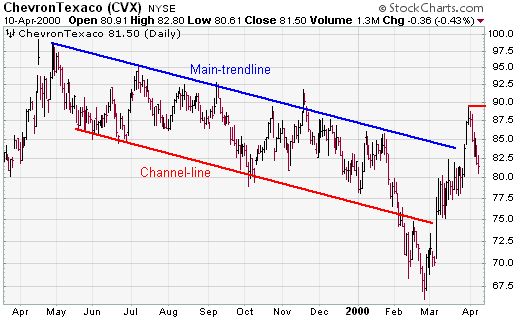 ChevronTexaco (CVX) NYSE © StockCharts.com
10-Apr-2000 Open 80.91 High 82.80 Low 80.61 Close 81.50 Volume 1.3M Chg -0.36 (-0.43%)
ChevronTexaco 81.50 (Daily)
Main-trendline
Channel-line
100.0
97.5
95.0
92.5
90.0
87.5
85.0
82.5
80.0
77.5
75.0
72.5
70.0
67.5
Apr May Jun Jul Aug Sep Oct Nov Dec 2000 Feb Mar Apr